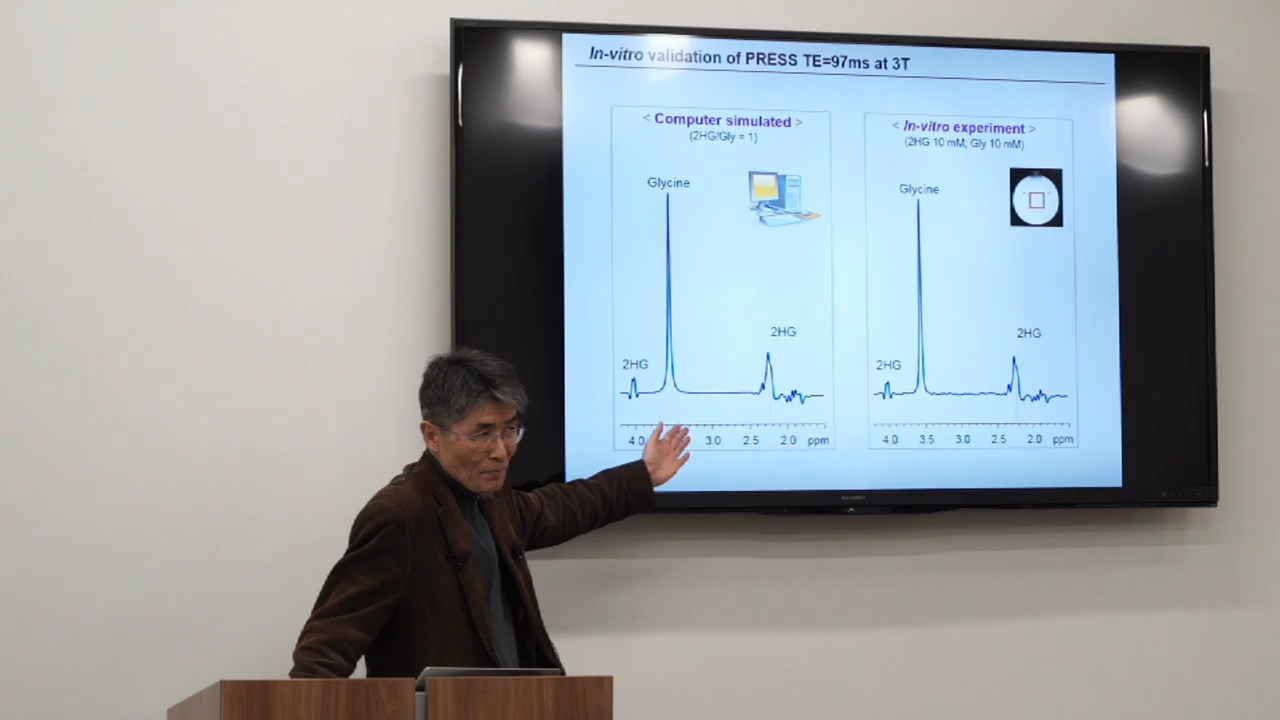 In-vitro validation of PRESS TE=97ms at 3T
< Computer simulated >
(2HG/Gly = 1)
Glycine
2HG
2HG
4.0 3.0 2.5 2.0 ppm
< In-vitro experiment >
(2HG 10 mM; Gly 10 mM)
Glycine
2HG
2HG
4.0 3.5 3.0 2.5 2.0 ppm
SHARP